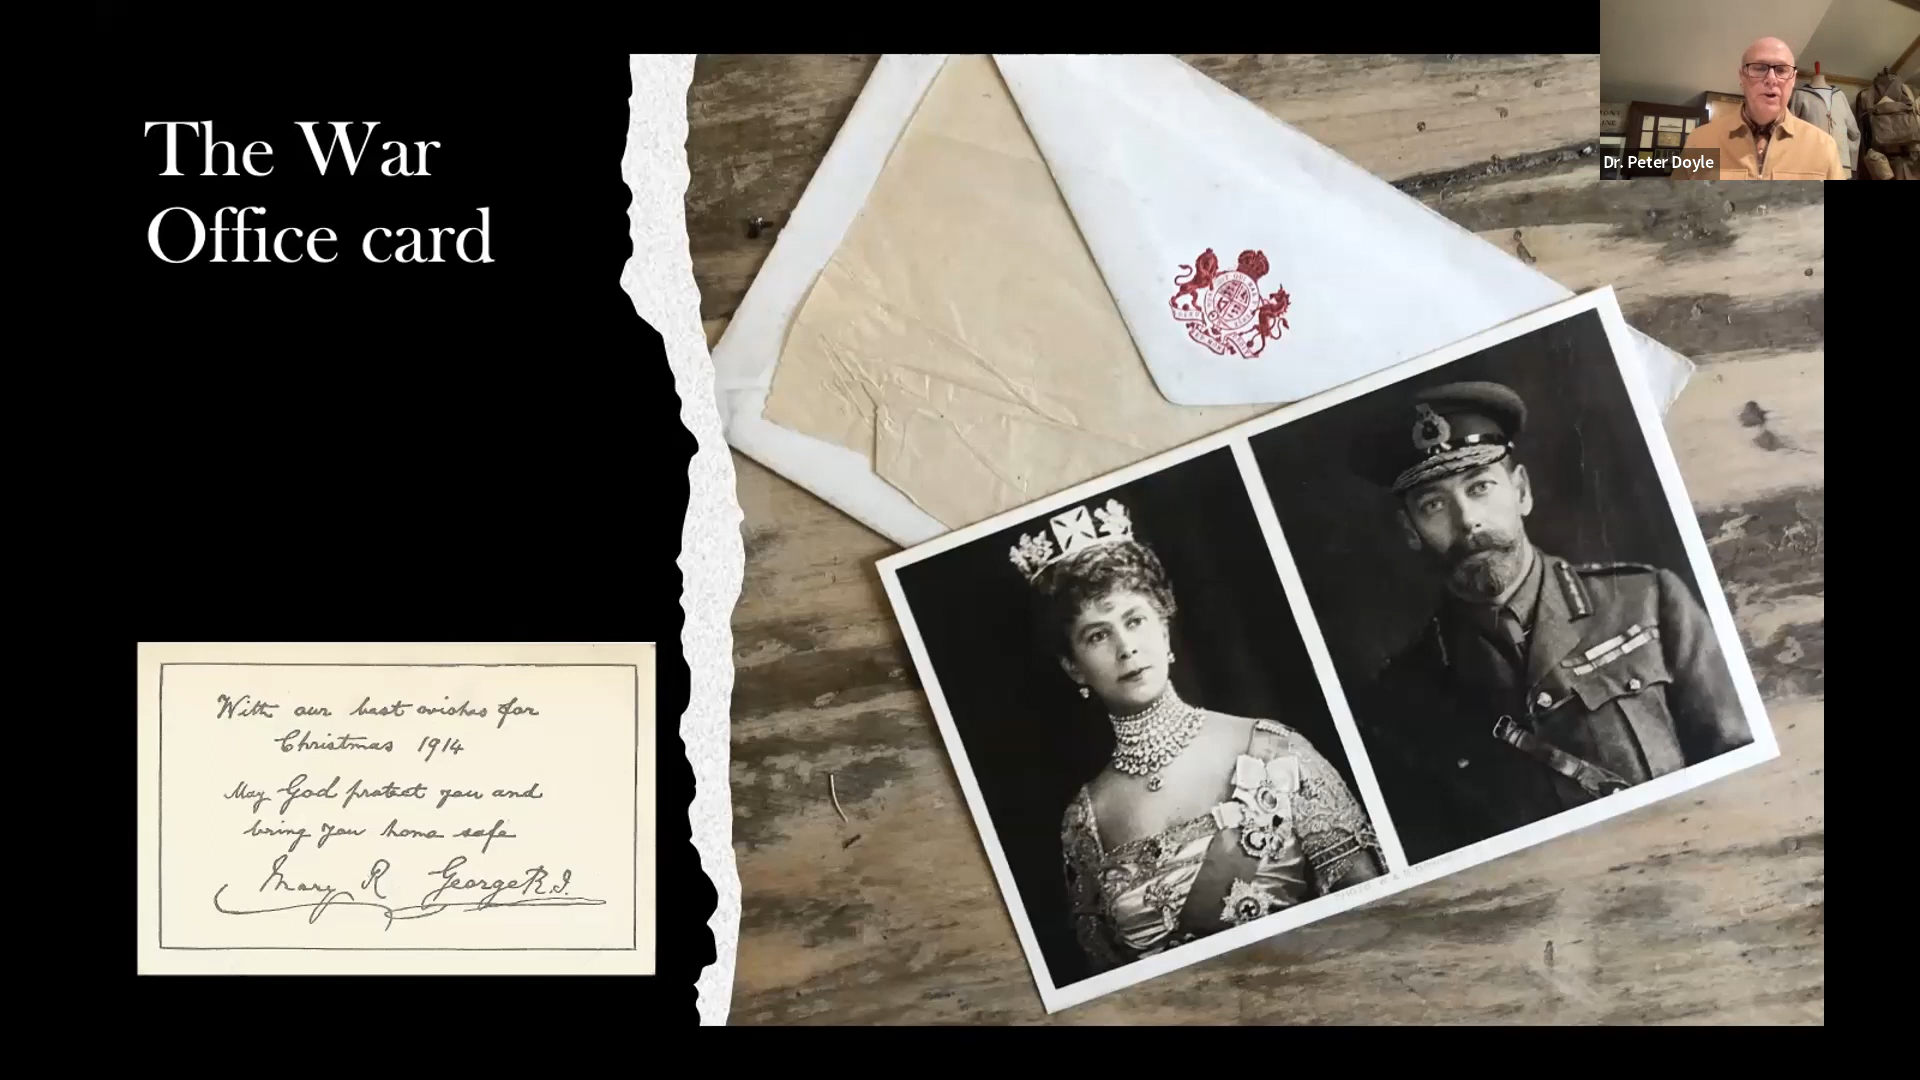 The War
Office card
With our best wishes for
Christmas 1914
May God protect you and
bring you home safe
Mary R George R.I.
Dr. Peter Doyle